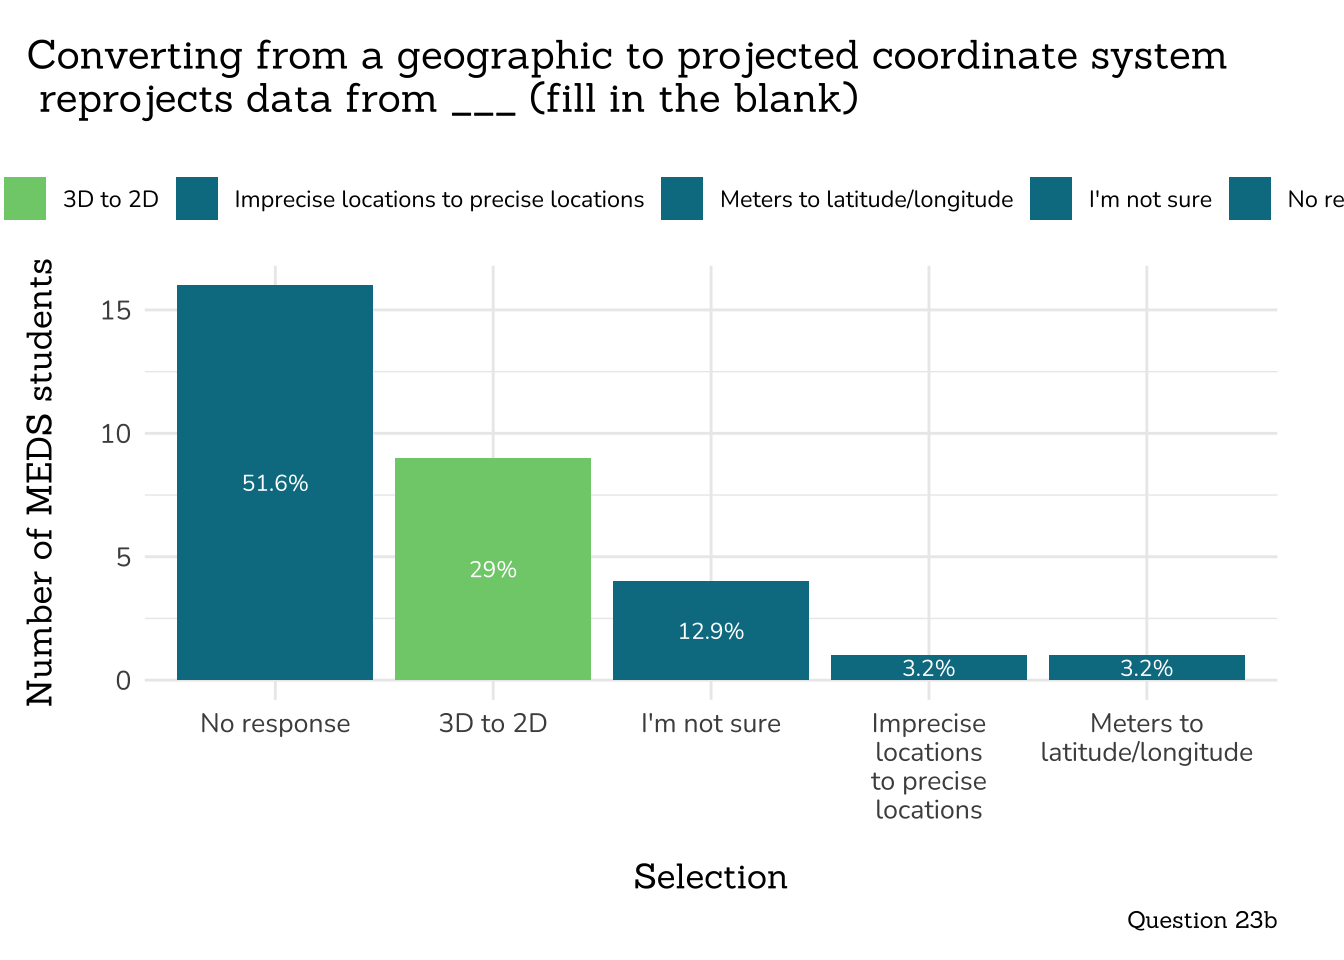 Converting from a geographic to projected coordinate system
reprojects data from ___ (fill in the blank)
3D to 2D Imprecise locations to precise locations Meters to latitude/longitude I'm not sure No re
Number of MEDS students
15
10
5
0
51.6%
29%
12.9%
3.2%
3.2%
No response
3D to 2D
I'm not sure
Imprecise
locations
to precise
locations
Meters to
latitude/longitude
Selection
Question 23b